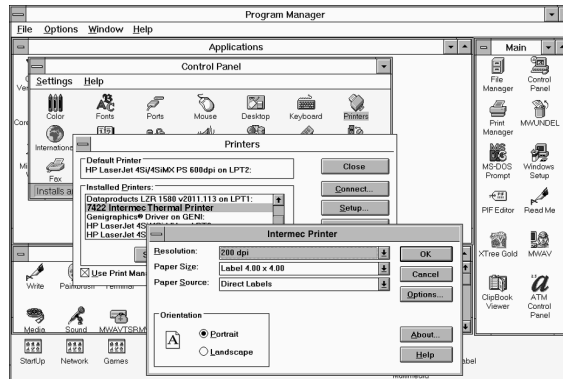 Program Manager
File Options Window Help
Applications
Main
Control Panel
Settings Help
Color Fonts Ports Mouse Desktop Keyboard Printers
Fax
Printers
Default Printer
HP LaserJet 4Si/4SiMX PS 600dpi on LPT2:
Installed Printers:
Dataproducts LZR 1580 v2011.113 on LPT1:
7422 Intermec Thermal Printer
Genigraphics® Driver on GENI:
HP LaserJet
HP LaserJet
Close
Connect...
Setup...
Use Print Man
Intermec Printer
Resolution: 200 dpi
Paper Size: Label 4.00 x 4.00
Paper Source: Direct Labels
Orientation
A
Portrait
Landscape
OK
Cancel
Options...
About...
Help
File Manager
Control Panel
Print Manager
MWUNDEL
MS-DOS Prompt
Windows Setup
PIF Editor
Read Me
XTree Gold
MWAV
ClipBook Viewer
ATM Control Panel
Write
Media Sound
StartUp Network Games